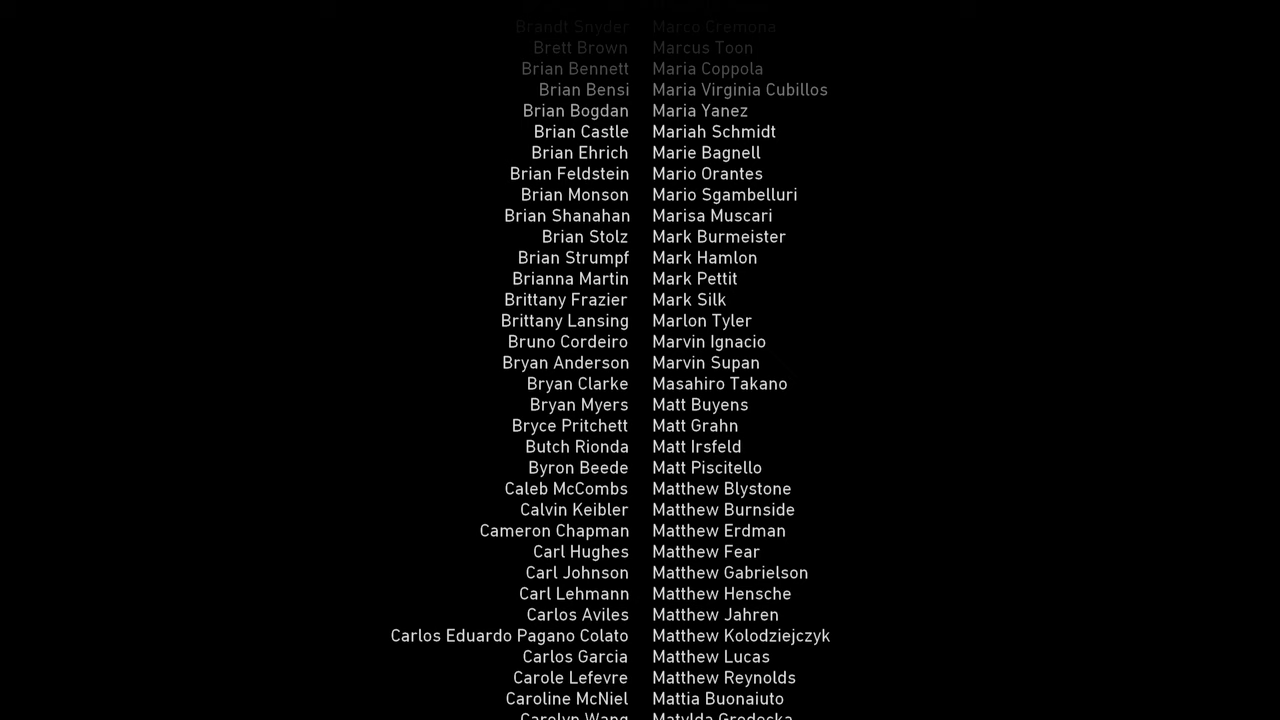 Brandt Snyder Marco Cremona
Brett Brown Marcus Toon
Brian Bennett Maria Coppola
Brian Bensi Maria Virginia Cubillos
Brian Bogdan Maria Yanez
Brian Castle Mariah Schmidt
Brian Ehrich Marie Bagnell
Brian Feldstein Mario Orantes
Brian Monson Mario Sgambelluri
Brian Shanahan Marisa Muscari
Brian Stolz Mark Burmeister
Brian Strumpf Mark Hamlon
Brianna Martin Mark Pettit
Brittany Frazier Mark Silk
Brittany Lansing Marlon Tyler
Bruno Cordeiro Marvin Ignacio
Bryan Anderson Marvin Supan
Bryan Clarke Masahiro Takano
Bryan Myers Matt Buyens
Bryce Pritchett Matt Grahn
Butch Rionda Matt Irsfeld
Byron Beede Matt Piscitello
Caleb McCombs Matthew Blystone
Calvin Keibler Matthew Burnside
Cameron Chapman Matthew Erdman
Carl Hughes Matthew Fear
Carl Johnson Matthew Gabrielson
Carl Lehmann Matthew Hensche
Carlos Aviles Matthew Jahren
Carlos Eduardo Pagano Colato Matthew Kolodziejczyk
Carlos Garcia Matthew Lucas
Carole Lefevre Matthew Reynolds
Caroline McNiel Mattia Buonaiuto
Carolyn Wang Matylda Grodecka